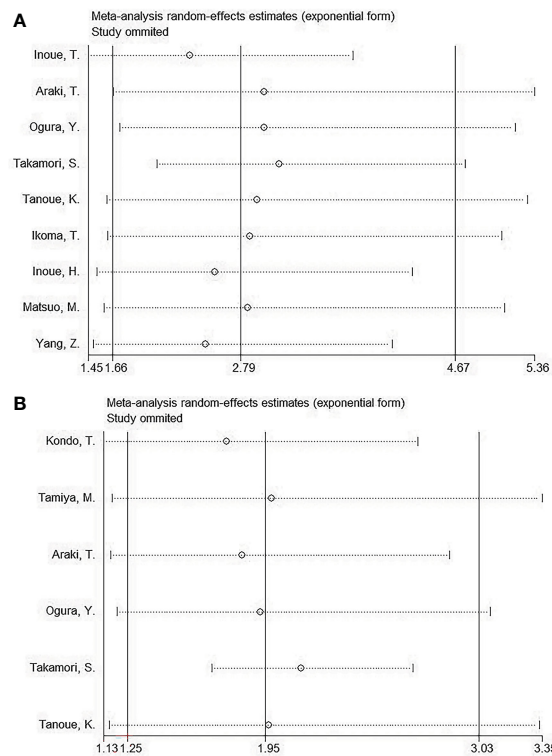 A
Meta-analysis random-effects estimates (exponential form)
Study ommited
Inoue, T.
Araki, T.
Ogura, Y.
Takamori, S.
Tanoue, K.
Ikoma, T.
Inoue, H.
Matsuo, M.
Yang, Z.
1.45 1.66 2.79 4.67 5.36
B
Meta-analysis random-effects estimates (exponential form)
Study ommited
Kondo, T.
Tamiya, M.
Araki, T.
Ogura, Y.
Takamori, S.
Tanoue, K.
1.13 1.25 1.95 3.03